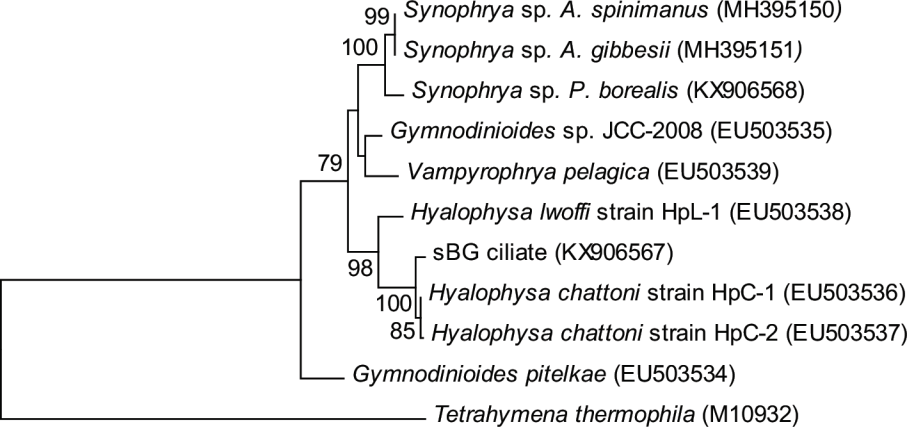 99
Synophrya sp. A. spinimanus (MH395150)
100
Synophrya sp. A. gibbesii (MH395151)
Synophrya sp. P. borealis (KX906568)
Gymnodinioides sp. JCC-2008 (EU503535)
79
Vampyrophrya pelagica (EU503539)
Hyalophysa lwoffi strain HpL-1 (EU503538)
sBG ciliate (KX906567)
98
Hyalophysa chattoni strain HpC-1 (EU503536)
100
Hyalophysa chattoni strain HpC-2 (EU503537)
85
Gymnodinioides pitelkae (EU503534)
Tetrahymena thermophila (M10932)